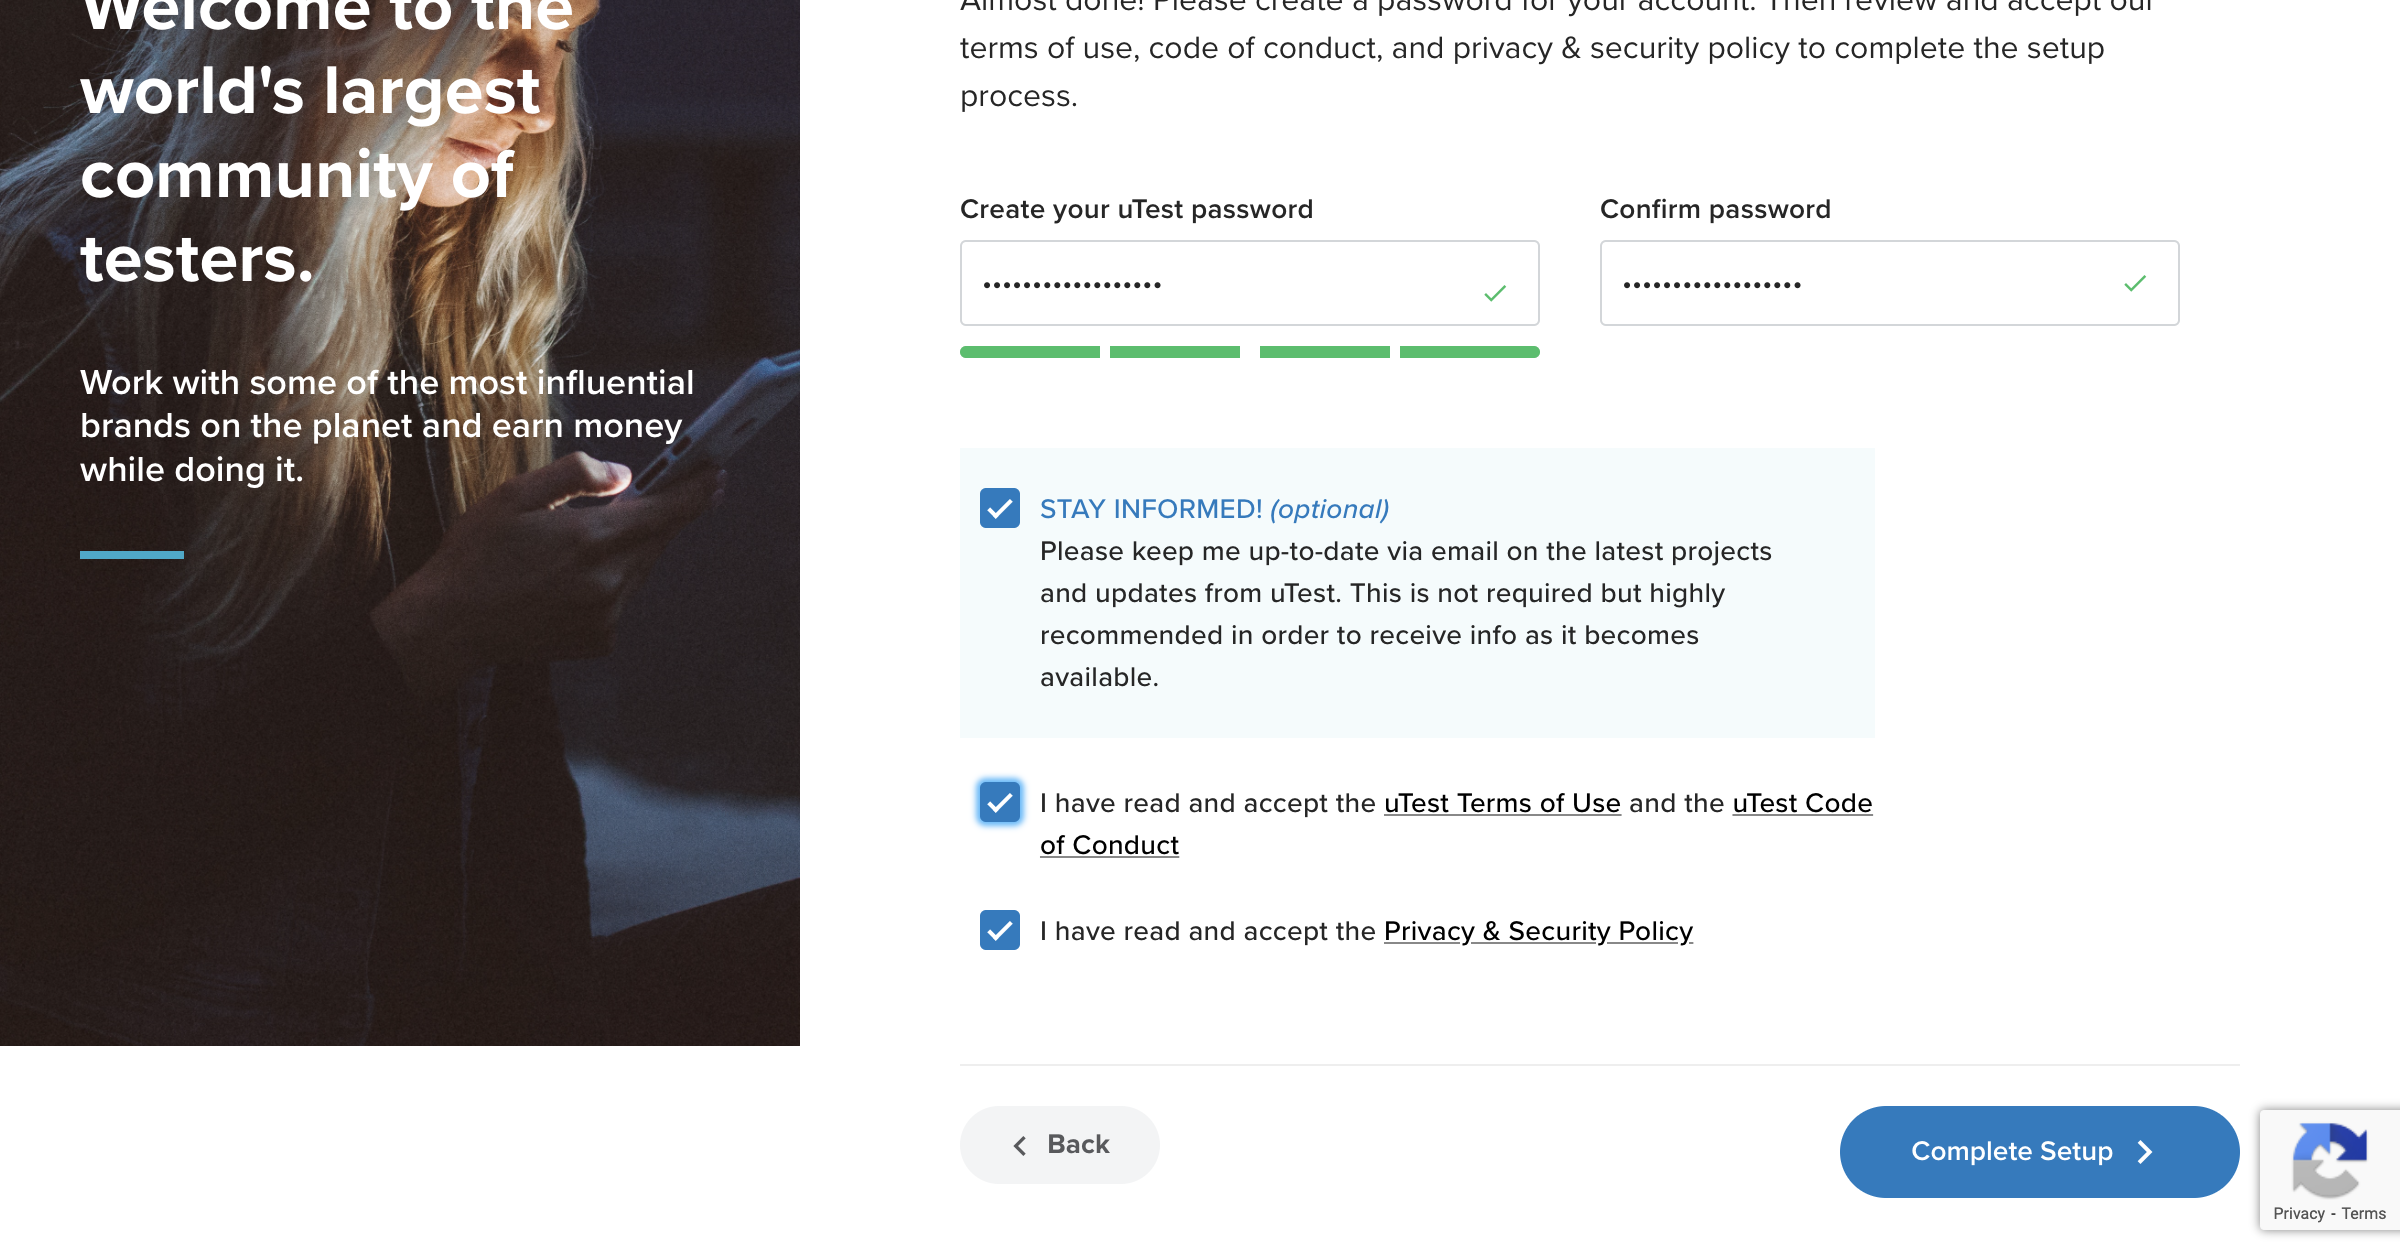 Welcome to the
world's largest
community of
testers.
Work with some of the most influential
brands on the planet and earn money
while doing it.
Almost done! Please create a password for your account. Then review and accept our
terms of use, code of conduct, and privacy & security policy to complete the setup
process.
Create your uTest password
Confirm password
STAY INFORMED! (optional)
Please keep me up-to-date via email on the latest projects
and updates from uTest. This is not required but highly
recommended in order to receive info as it becomes
available.
I have read and accept the uTest Terms of Use and the uTest Code
of Conduct
I have read and accept the Privacy & Security Policy
Back
Complete Setup
Privacy - Terms